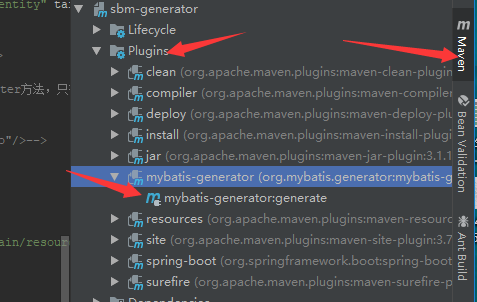 sbm-generator
entity" tai
Lifecycle
Plugins
clean (org.apache.maven.plugins:maven-clean-plugin
ter方法，只
compiler (org.apache.maven.plugins:maven-compiler
deploy (org.apache.maven.plugins:maven-deploy-plu
install (org.apache.maven.plugins:maven-install-plug
o"/>-->
jar (org.apache.maven.plugins:maven-jar-plugin:3.1.1
mybatis-generator (org.mybatis.generator:mybatis-g
mybatis-generator:generate
resources (org.apache.maven.plugins:maven-resour
ain/resour
site (org.apache.maven.plugins:maven-site-plugin:3.7
spring-boot (org.springframework.boot:spring-boot
surefire (org.apache.maven.plugins:maven-surefire-p
Dependencies
Maven
Bean Validation
Ant Build